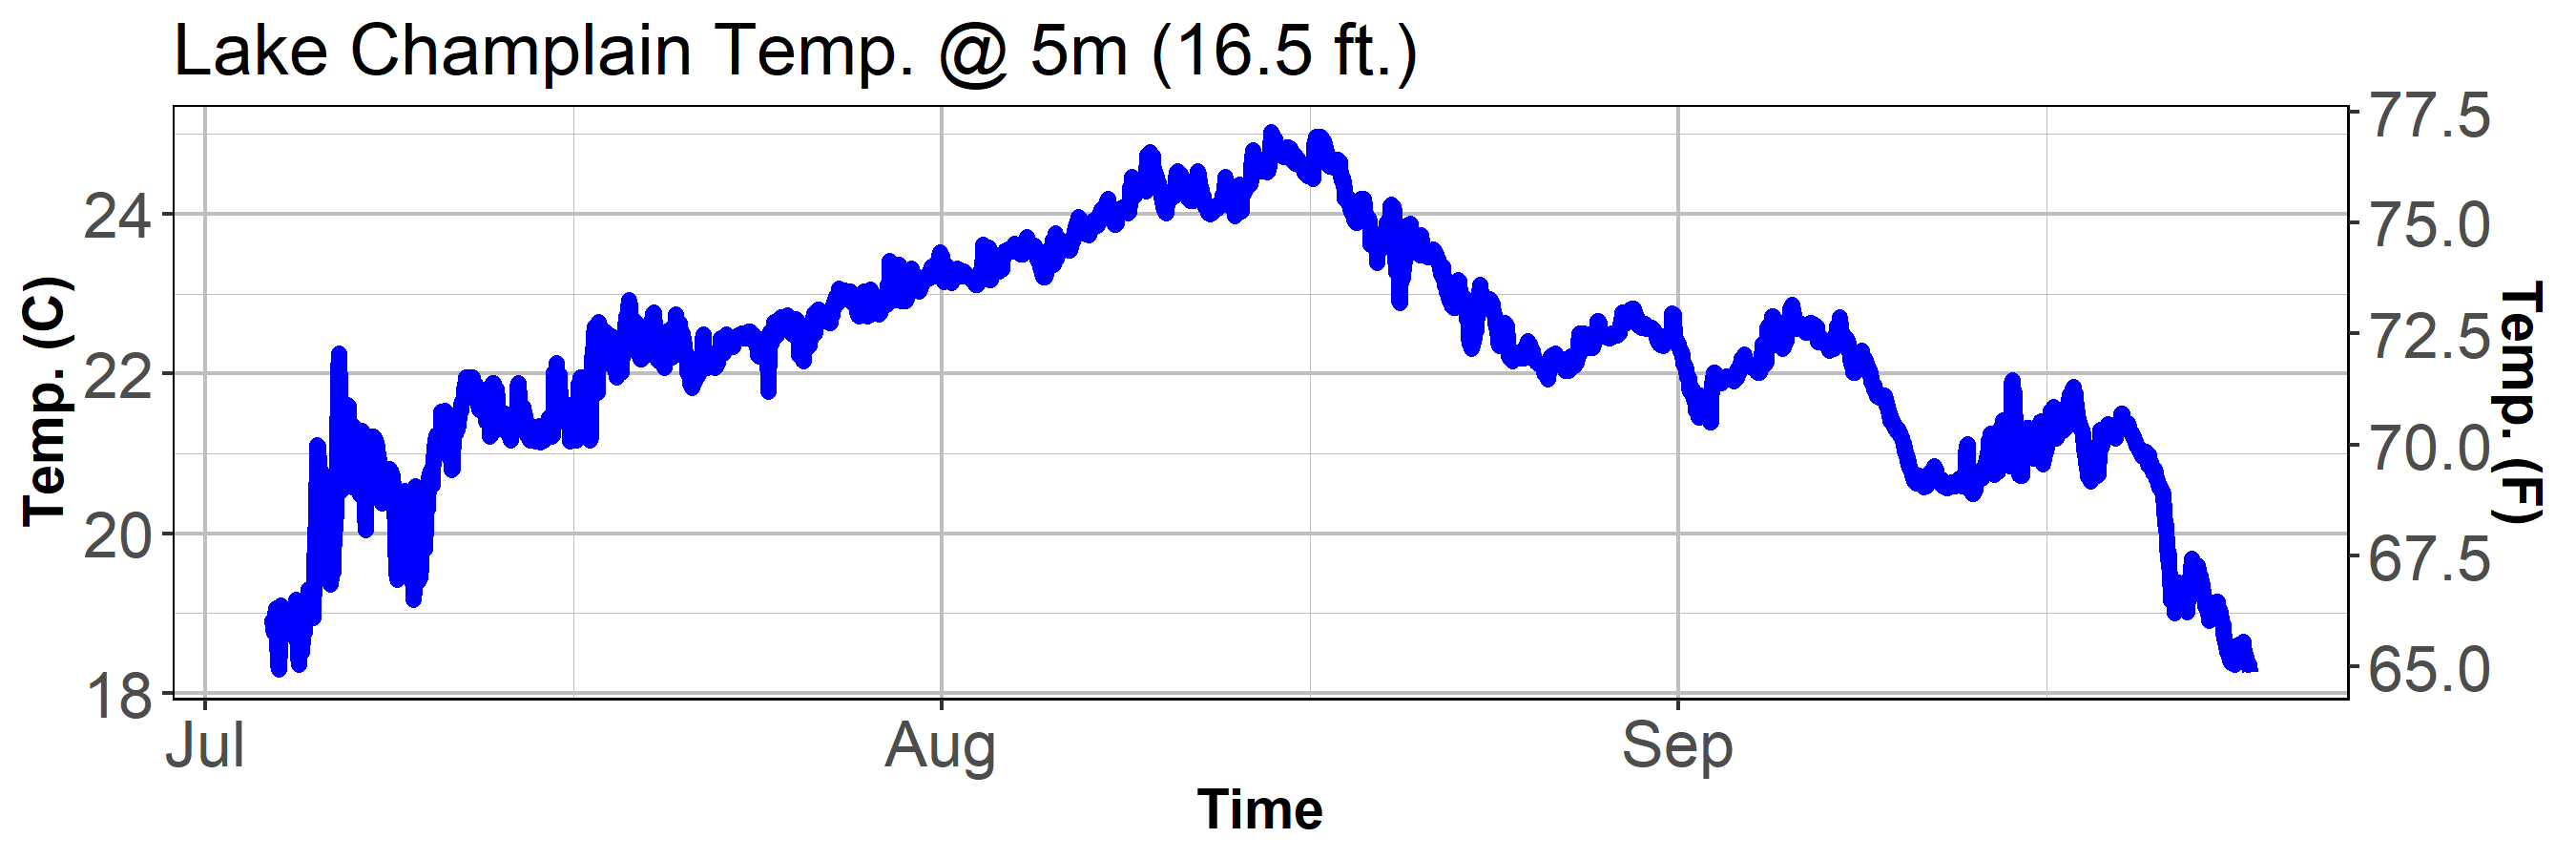 Lake Champlain Temp. @ 5m (16.5 ft.)
Temp. (C)
24
22
20
18
77.5
75.0
72.5
70.0
67.5
65.0
Temp. (F)
Jul Aug Sep
Time